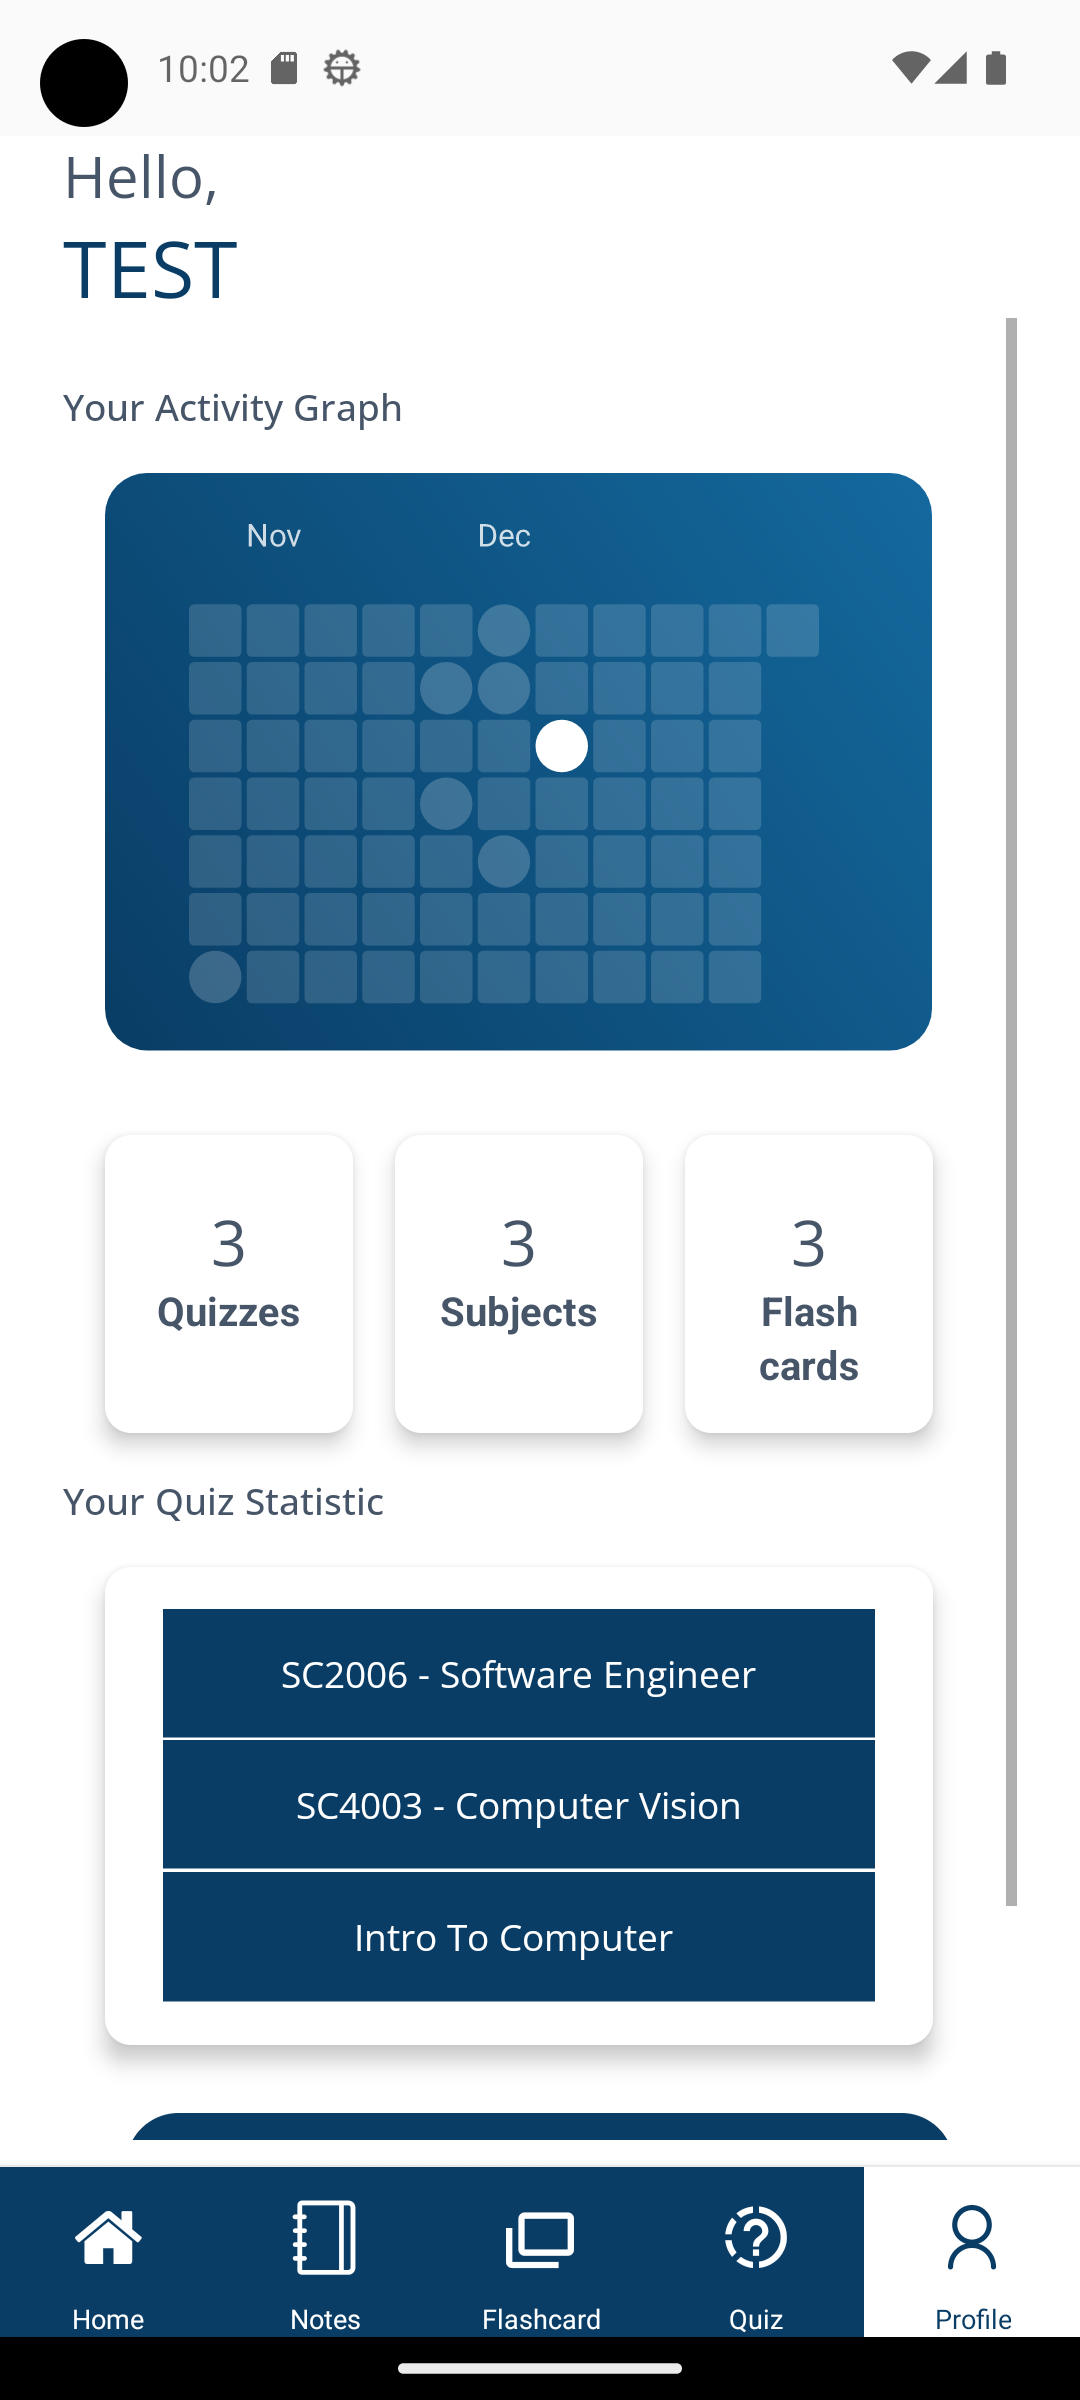 10:02
Hello,
TEST
Your Activity Graph
Nov Dec
3
Quizzes
3
Subjects
3
Flash
cards
Your Quiz Statistic
SC2006 - Software Engineer
SC4003 - Computer Vision
Intro To Computer
Home Notes Flashcard Quiz Profile